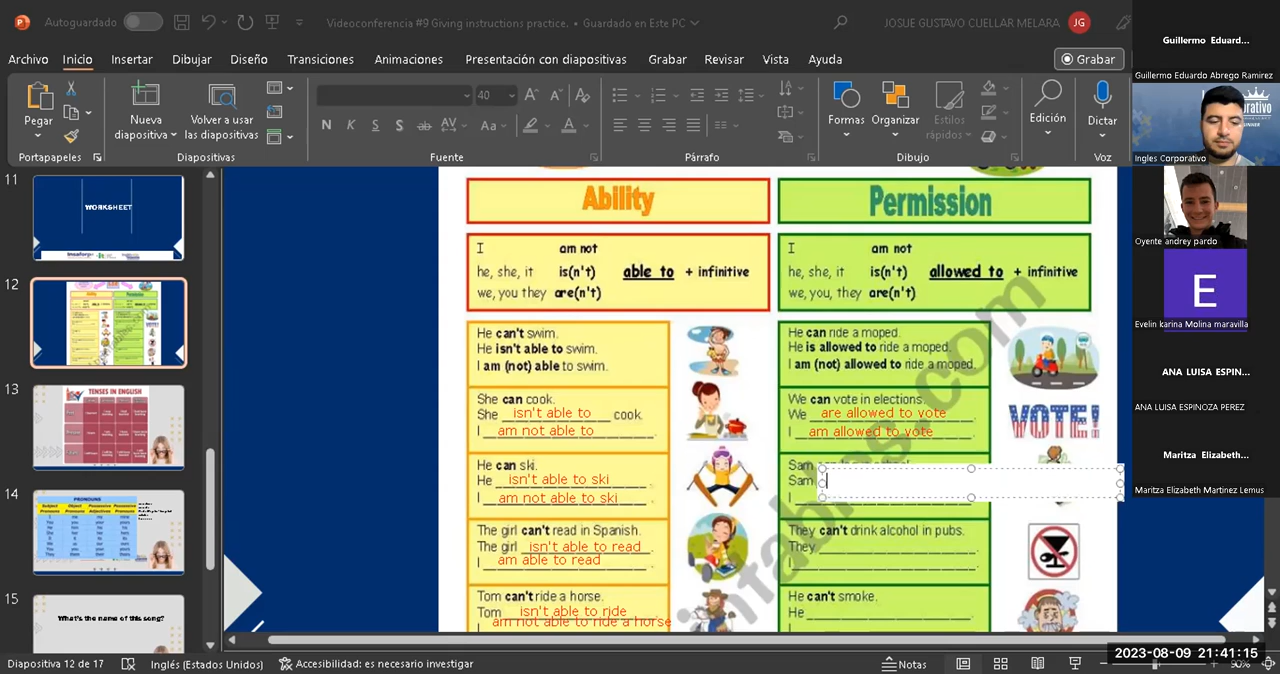 Autoguardado
Videoconferencia #9 Giving instructions practice. • Guardado en Este PC
JOSUE GUSTAVO CUELLAR MELARA
JG
Archivo Inicio Insertar Dibujar Diseño Transiciones Animaciones Presentación con diapositivas Grabar Revisar Vista Ayuda
Grabar
Pegar
Nueva diapositiva
Volver a usar las diapositivas
40
N K S S ab AV Aa A
Formas Organizar Estilos rápidos
Edición
Dictar
Portapapeles Diapositivas Fuente Párrafo Dibujo Voz
Guillermo Eduard...
Guillermo Eduardo Abrego Ramirez
Ingles Corporativo
Oyente andrey pardo
E
Evelin karina Molina maravilla
ANA LUISA ESPIN...
ANA LUISA ESPINOZA PEREZ
Maritza Elizabeth...
Maritza Elizabeth Martinez Lemus
11
WORKSHEET
12
13
TENSES IN ENGLISH
14
PRONOUNS
15
What's the name of this song?
Ability
I am not
he, she, it is(n't) able to + infinitive
we, you they are(n't)
He can't swim.
He isn't able to swim.
I am (not) able to swim.
She can cook.
She isn't able to cook.
I am not able to
He can ski.
He isn't able to ski
I am not able to ski
The girl can't read in Spanish.
The girl isn't able to read
I am able to read
Tom can't ride a horse.
Tom isn't able to ride
I am not able to ride a horse
Permission
I am not
he, she, it is(n't) allowed to + infinitive
we, you, they are(n't)
He can ride a moped.
He is allowed to ride a moped.
I am (not) allowed to ride a moped.
We can vote in elections.
We are allowed to vote
I am allowed to vote
VOTE!
Sam
Sam
I
They can't drink alcohol in pubs.
They
I
He can't smoke.
He
Diapositiva 12 de 17
Inglés (Estados Unidos)
Accesibilidad: es necesario investigar
Notas
2023-08-09 21:41:15
90%